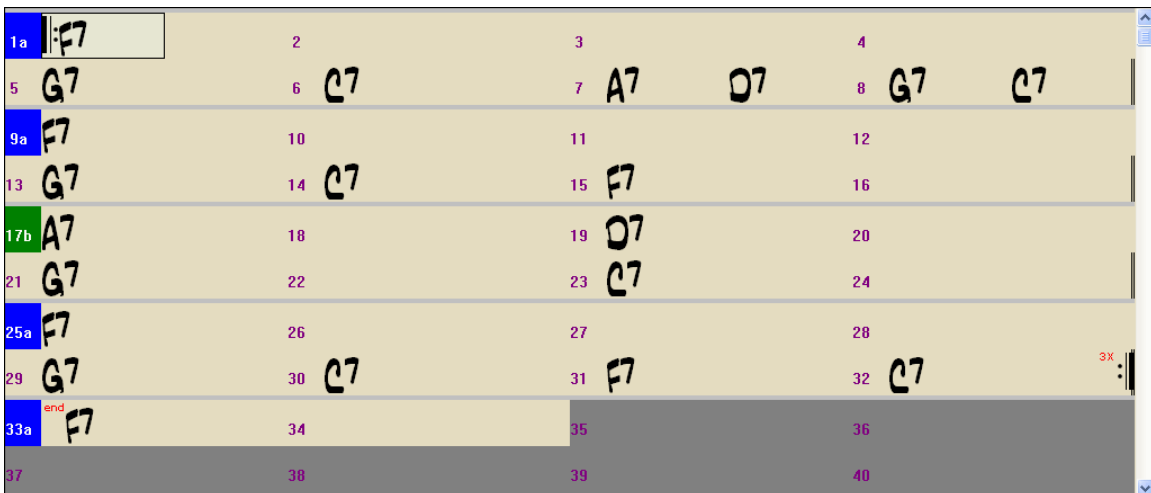 1a F7 2 3 4
5 G7 6 C7 7 A7 D7 8 G7 C7
9a F7 10 11 12
13 G7 14 C7 15 F7 16
17b A7 18 19 D7 20
21 G7 22 23 C7 24
25a F7 26 27 28
3X
29 G7 30 C7 31 F7 32 C7
end
33a F7 34 35 36
37 38 39 40